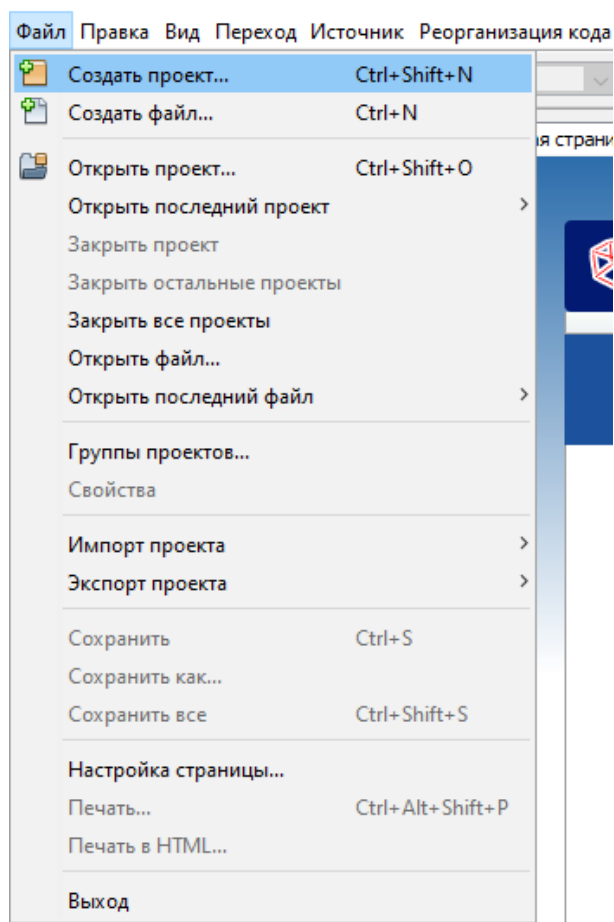 Файл Правка Вид Переход Источник Реорганизация кода
Создать проект... Ctrl+Shift+N
Создать файл... Ctrl+N
Открыть проект... Ctrl+Shift+O
Открыть последний проект
Закрыть проект
Закрыть остальные проекты
Закрыть все проекты
Открыть файл...
Открыть последний файл
Группы проектов...
Свойства
Импорт проекта
Экспорт проекта
Сохранить Ctrl+S
Сохранить как...
Сохранить все Ctrl+Shift+S
Настройка страницы...
Печать... Ctrl+Alt+Shift+P
Печать в HTML...
Выход